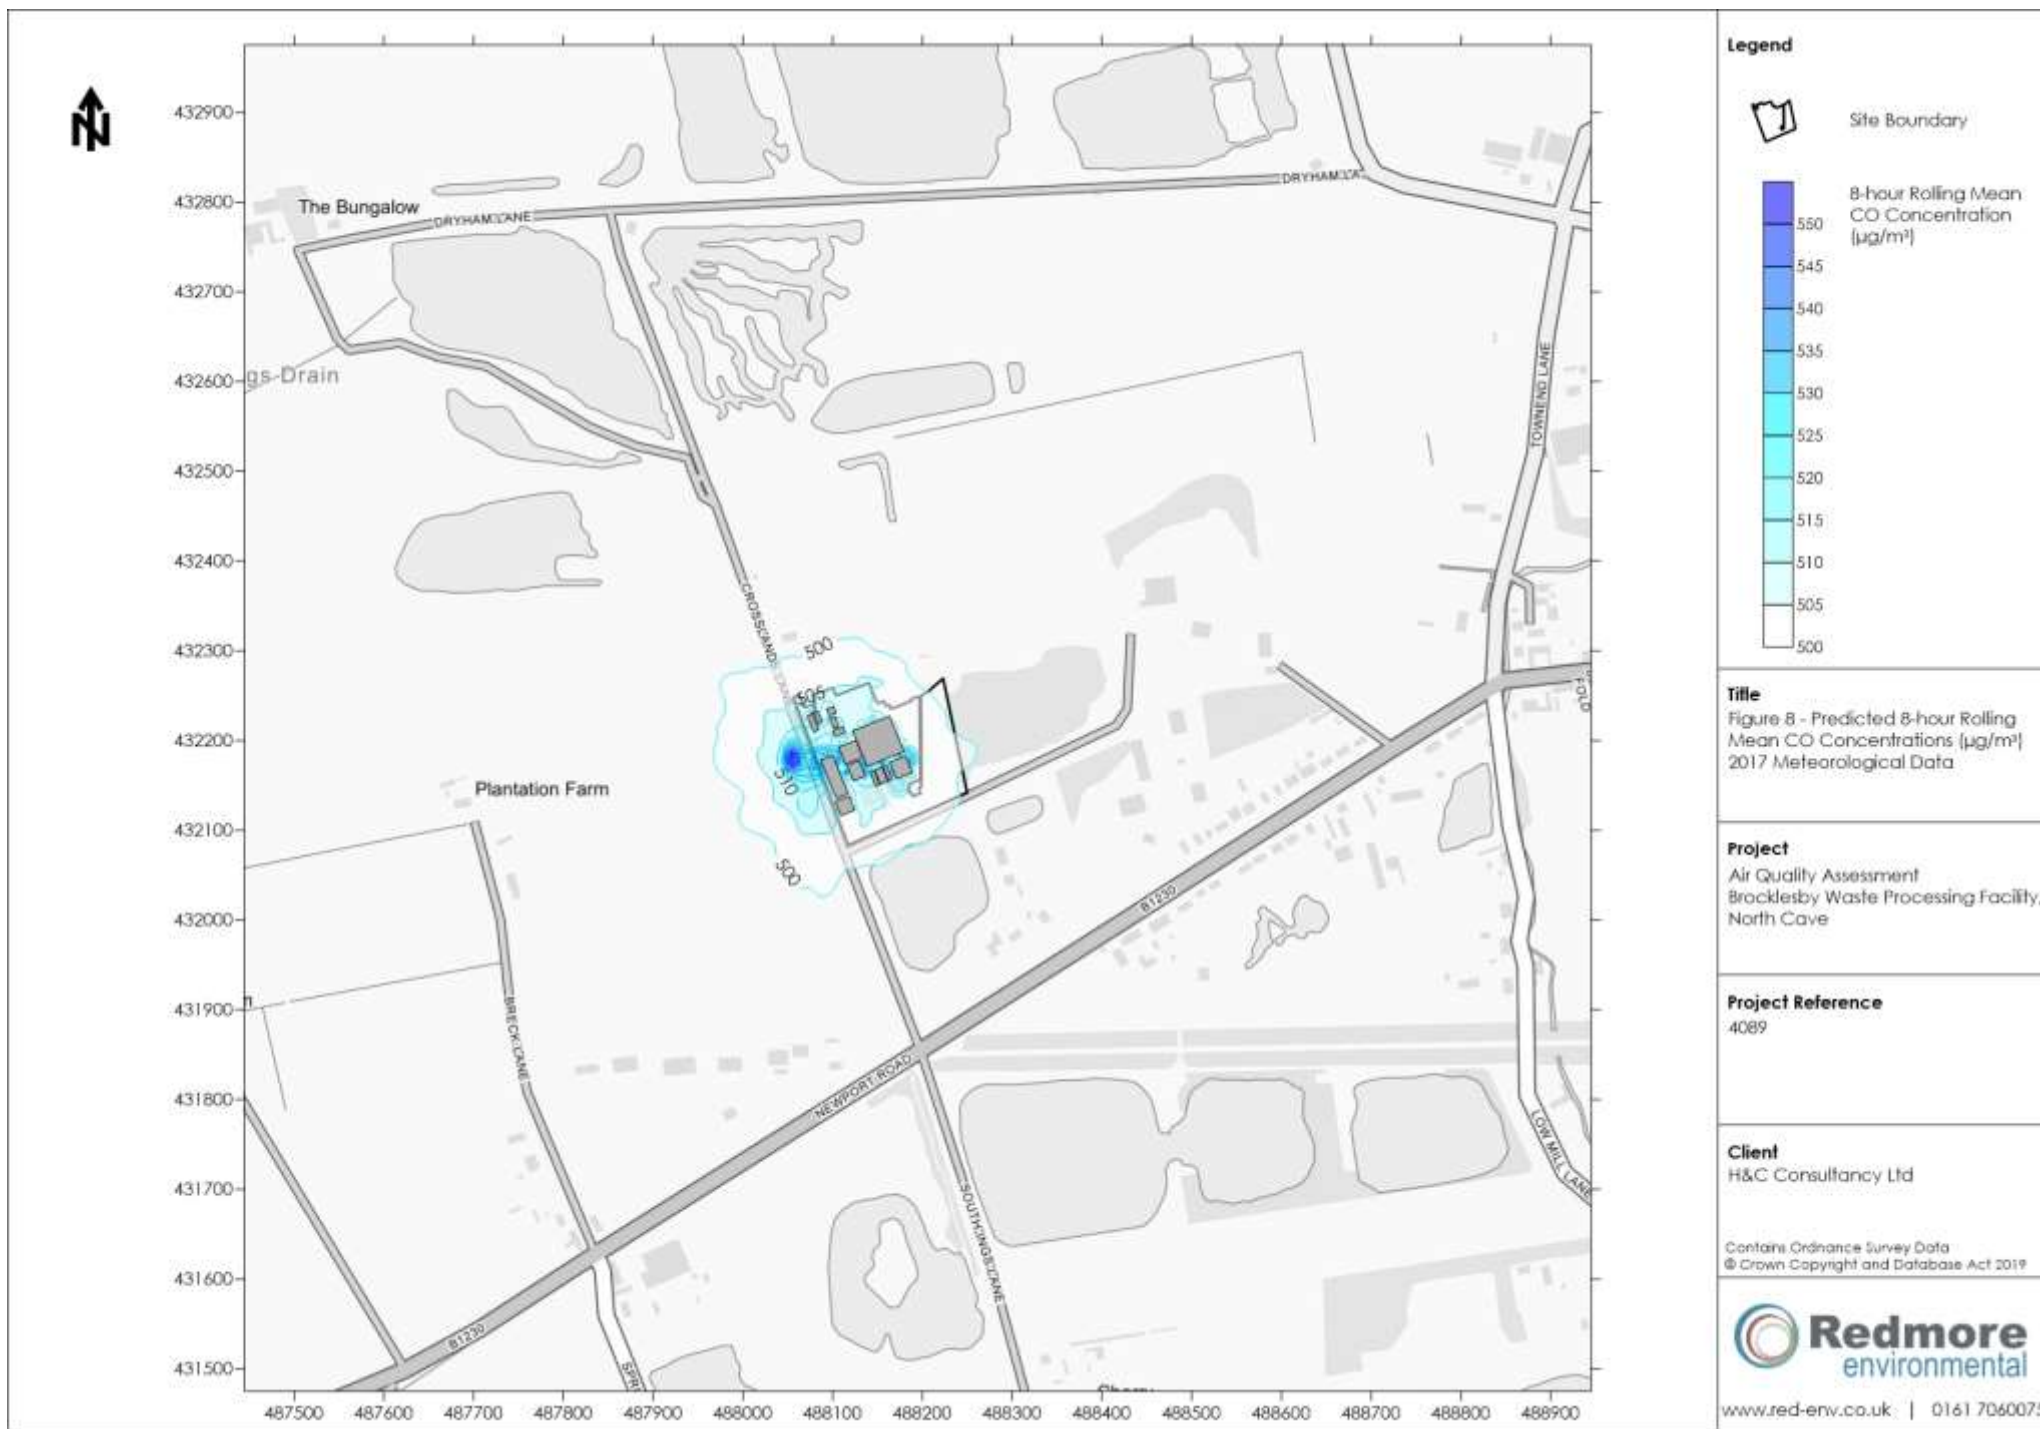 N
432900
432800
432700
432600
432500
432400
432300
432200
432100
432000
431900
431800
431700
431600
431500
487500 487600 487700 487800 487900 488000 488100 488200 488300 488400 488500 488600 488700 488800 488900
The Bungalow
DRYHAM LANE
DRYHAM LA
gs-Drain
TOWNEND LANE
CROSSLAND LANE
500
505
510
500
Plantation Farm
FOLD
B1230
BRECK LANE
NEWPORT ROAD
LOW MILL LANE
SOUTH INGS LANE
B1230
SPRI
Legend
Site Boundary
8-hour Rolling Mean
CO Concentration
(µg/m³)
550
545
540
535
530
525
520
515
510
505
500
Title
Figure 8 - Predicted 8-hour Rolling
Mean CO Concentrations (µg/m³)
2017 Meteorological Data
Project
Air Quality Assessment
Brocklesby Waste Processing Facility,
North Cave
Project Reference
4089
Client
H&C Consultancy Ltd
Contains Ordnance Survey Data
© Crown Copyright and Database Act 2019
Redmore
environmental
www.red-env.co.uk | 0161 7060075